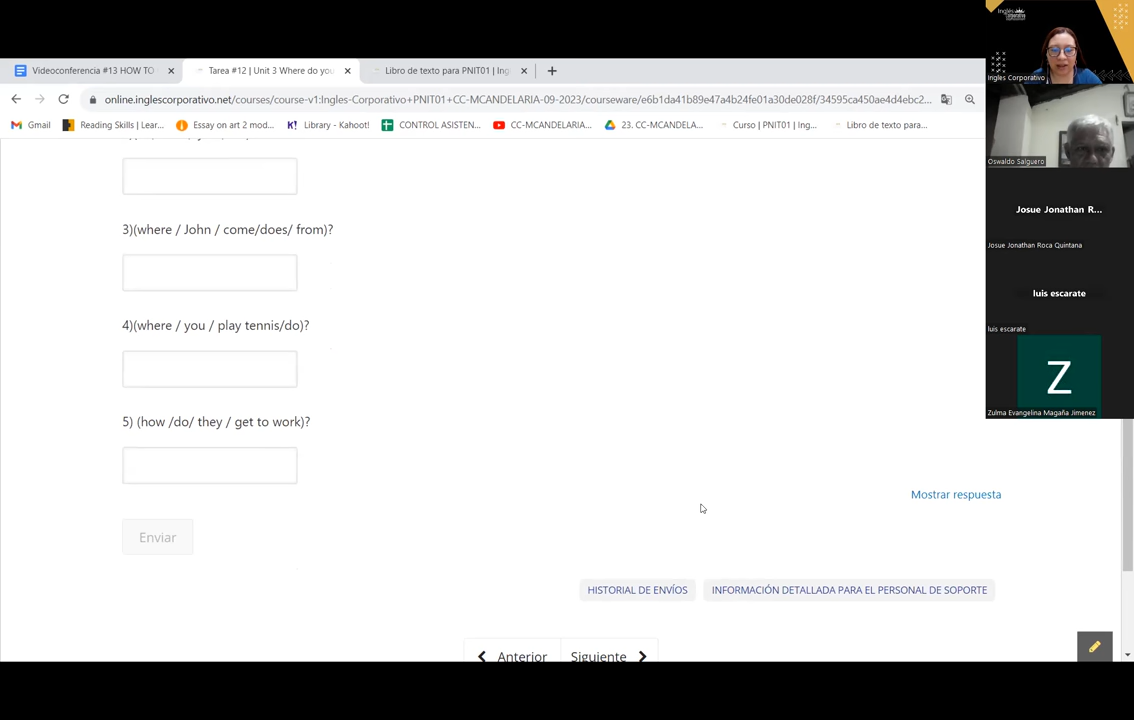 Videoconferencia #13 HOW TO
Tarea #12 | Unit 3 Where do you
Libro de texto para PNIT01 | Ing
online.inglescorporativo.net/courses/course-v1:Ingles-Corporativo+PNIT01+CC-MCANDELARIA-09-2023/courseware/e6b1da41b89e47a4b24fe01a30de028f/34595ca450ae4d4ebc2...
Gmail
Reading Skills | Lear...
Essay on art 2 mod...
Library - Kahoot!
CONTROL ASISTEN...
CC-MCANDELARIA...
23. CC-MCANDELA...
Curso | PNIT01 | Ing...
Libro de texto para...
3)(where / John / come/does/ from)?
4)(where / you / play tennis/do)?
5) (how /do/ they / get to work)?
Mostrar respuesta
Enviar
HISTORIAL DE ENVÍOS
INFORMACIÓN DETALLADA PARA EL PERSONAL DE SOPORTE
Anterior
Siguiente
Inglés
Corporativo
Ingles Corporativo
Oswaldo Salguero
Josue Jonathan R...
Josue Jonathan Roca Quintana
luis escarate
luis escarate
Z
Zulma Evangelina Magaña Jimenez